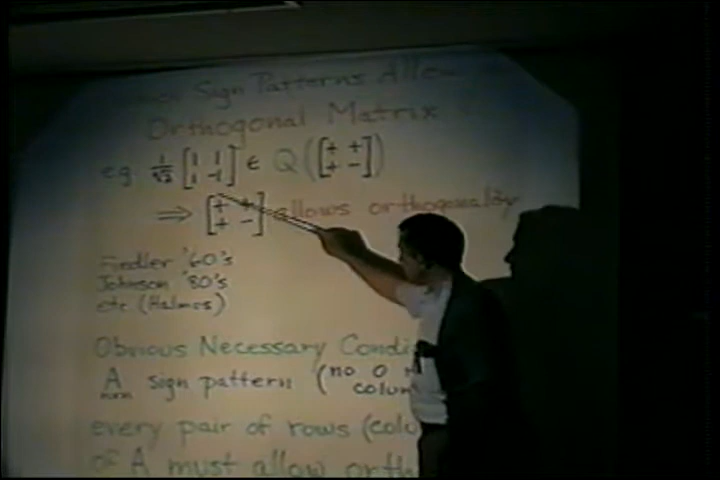 Sign Patterns Allow
Orthogonal Matrix
eg 1/√2 [1 1 1 -1] ∈ Q([+ + + -])
⇒ [+ + + -] allows orthogonality
Fiedler '60's
Johnson '80's
etc (Halmos)
Obvious Necessary Condi
A sign pattern (no 0
n×n colum
every pair of rows (colu
of A must allow orth